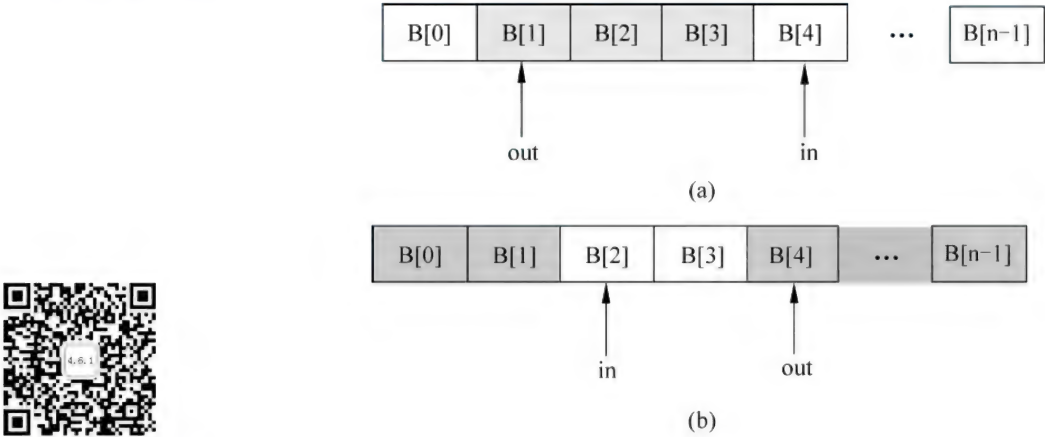 B[0] B[1] B[2] B[3] B[4] ... B[n-1]
out in
(a)
B[0] B[1] B[2] B[3] B[4] ... B[n-1]
in out
(b)
4.6.1